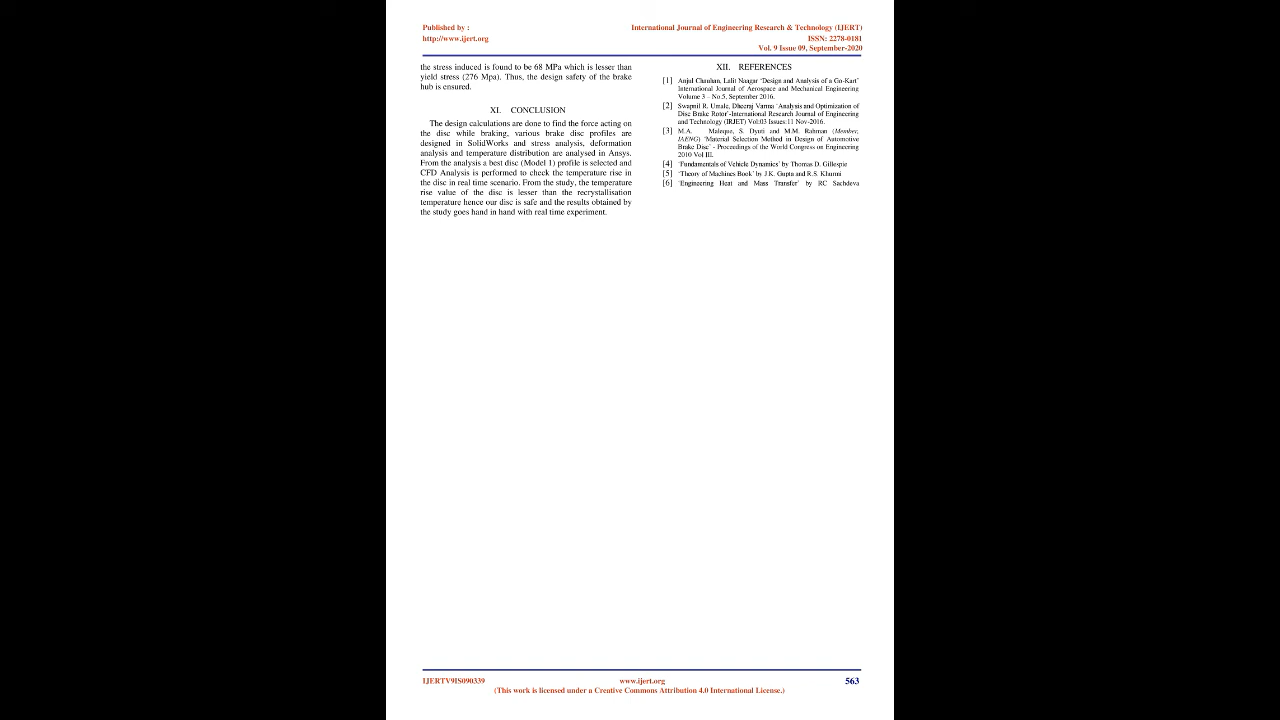 Published by :
http://www.ijert.org
International Journal of Engineering Research & Technology (IJERT)
ISSN: 2278-0181
Vol. 9 Issue 09, September-2020
the stress induced is found to be 68 MPa which is lesser than
yield stress (276 Mpa). Thus, the design safety of the brake
hub is ensured.
XI. CONCLUSION
The design calculations are done to find the force acting on
the disc while braking, various brake disc profiles are
designed in SolidWorks and stress analysis, deformation
analysis and temperature distribution are analysed in Ansys.
From the analysis a best disc (Model 1) profile is selected and
CFD Analysis is performed to check the temperature rise in
the disc in real time scenario. From the study, the temperature
rise value of the disc is lesser than the recrystallisation
temperature hence our disc is safe and the results obtained by
the study goes hand in hand with real time experiment.
XII. REFERENCES
[1] Anjul Chauhan, Lalit Naagar ‘Design and Analysis of a Go-Kart’
International Journal of Aerospace and Mechanical Engineering
Volume 3 – No.5, September 2016.
[2] Swapnil R. Umale, Dheeraj Varma ‘Analysis and Optimization of
Disc Brake Rotor’-International Research Journal of Engineering
and Technology (IRJET) Vol:03 Issues:11 Nov-2016.
[3] M.A. Maleque, S. Dyuti and M.M. Rahman (Member,
IAENG) ‘Material Selection Method in Design of Automotive
Brake Disc’ - Proceedings of the World Congress on Engineering
2010 Vol III.
[4] ‘Fundamentals of Vehicle Dynamics’ by Thomas D. Gillespie
[5] ‘Theory of Machines Book’ by J.K. Gupta and R.S. Khurmi
[6] ‘Engineering Heat and Mass Transfer’ by RC Sachdeva
IJERTV9IS090339
www.ijert.org
563
(This work is licensed under a Creative Commons Attribution 4.0 International License.)